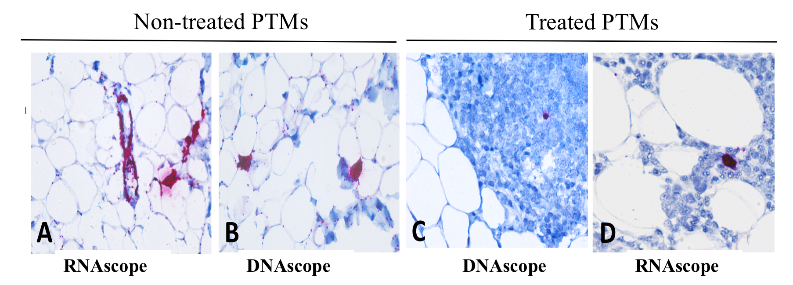 Non-treated PTMs
Treated PTMs
A
B
C
D
RNAscope
DNAscope
DNAscope
RNAscope